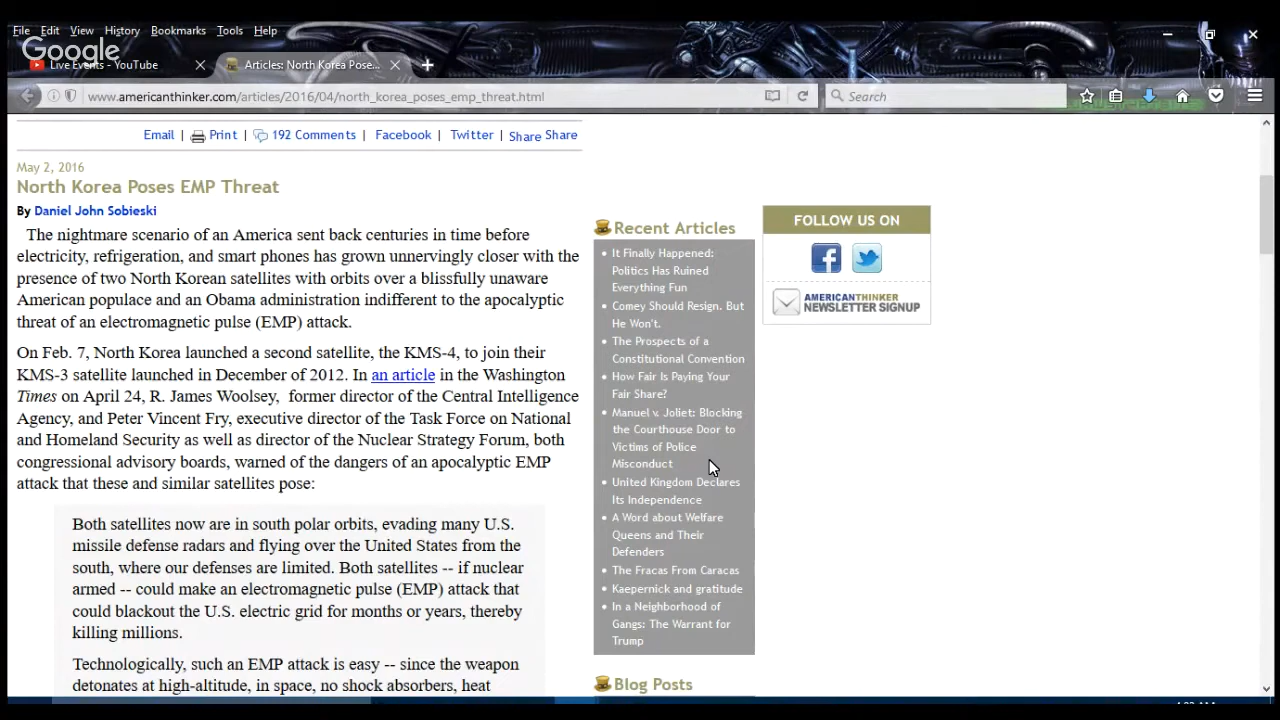 File Edit View History Bookmarks Tools Help
Google
Live Events - YouTube
Articles: North Korea Pose...
www.americanthinker.com/articles/2016/04/north_korea_poses_emp_threat.html
Search
Email | Print | 192 Comments | Facebook | Twitter | Share Share
May 2, 2016
North Korea Poses EMP Threat
By Daniel John Sobieski
The nightmare scenario of an America sent back centuries in time before
electricity, refrigeration, and smart phones has grown unnervingly closer with the
presence of two North Korean satellites with orbits over a blissfully unaware
American populace and an Obama administration indifferent to the apocalyptic
threat of an electromagnetic pulse (EMP) attack.
On Feb. 7, North Korea launched a second satellite, the KMS-4, to join their
KMS-3 satellite launched in December of 2012. In an article in the Washington
Times on April 24, R. James Woolsey, former director of the Central Intelligence
Agency, and Peter Vincent Fry, executive director of the Task Force on National
and Homeland Security as well as director of the Nuclear Strategy Forum, both
congressional advisory boards, warned of the dangers of an apocalyptic EMP
attack that these and similar satellites pose:
Both satellites now are in south polar orbits, evading many U.S.
missile defense radars and flying over the United States from the
south, where our defenses are limited. Both satellites -- if nuclear
armed -- could make an electromagnetic pulse (EMP) attack that
could blackout the U.S. electric grid for months or years, thereby
killing millions.
Technologically, such an EMP attack is easy -- since the weapon
detonates at high-altitude, in space, no shock absorbers, heat
Recent Articles
It Finally Happened:
Politics Has Ruined
Everything Fun
Comey Should Resign. But
He Won't.
The Prospects of a
Constitutional Convention
How Fair Is Paying Your
Fair Share?
Manuel v. Joliet: Blocking
the Courthouse Door to
Victims of Police
Misconduct
United Kingdom Declares
Its Independence
A Word about Welfare
Queens and Their
Defenders
The Fracas From Caracas
Kaepernick and gratitude
In a Neighborhood of
Gangs: The Warrant for
Trump
Blog Posts
FOLLOW US ON
AMERICANTHINKER
NEWSLETTER SIGNUP